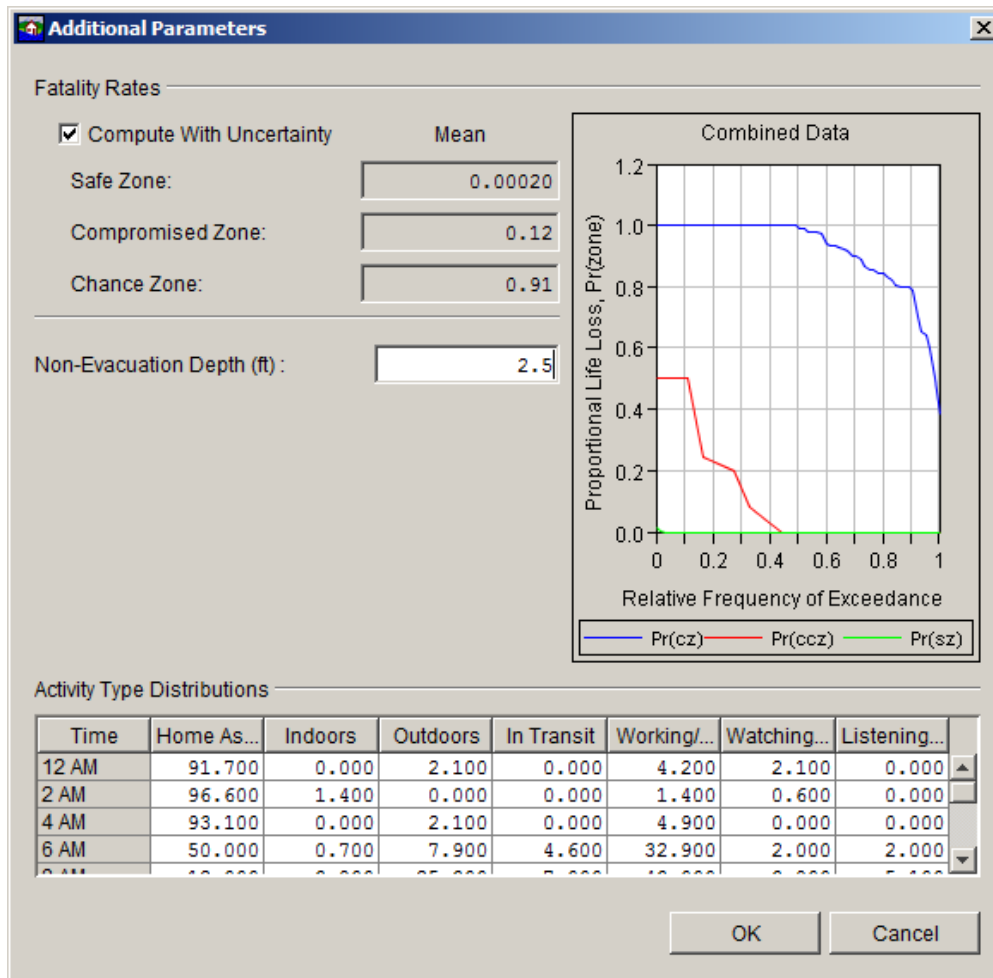 Additional Parameters
Fatality Rates
Compute With Uncertainty Mean
Safe Zone: 0.00020
Compromised Zone: 0.12
Chance Zone: 0.91
Non-Evacuation Depth (ft) : 2.5
Combined Data
Proportional Life Loss, Pr(zone)
1.2
1.0
0.8
0.6
0.4
0.2
0.0
0 0.2 0.4 0.6 0.8 1
Relative Frequency of Exceedance
Pr(cz) Pr(ccz) Pr(sz)
Activity Type Distributions
Time Home As... Indoors Outdoors In Transit Working/... Watching... Listening...
12 AM 91.700 0.000 2.100 0.000 4.200 2.100 0.000
2 AM 96.600 1.400 0.000 0.000 1.400 0.600 0.000
4 AM 93.100 0.000 2.100 0.000 4.900 0.000 0.000
6 AM 50.000 0.700 7.900 4.600 32.900 2.000 2.000
OK Cancel